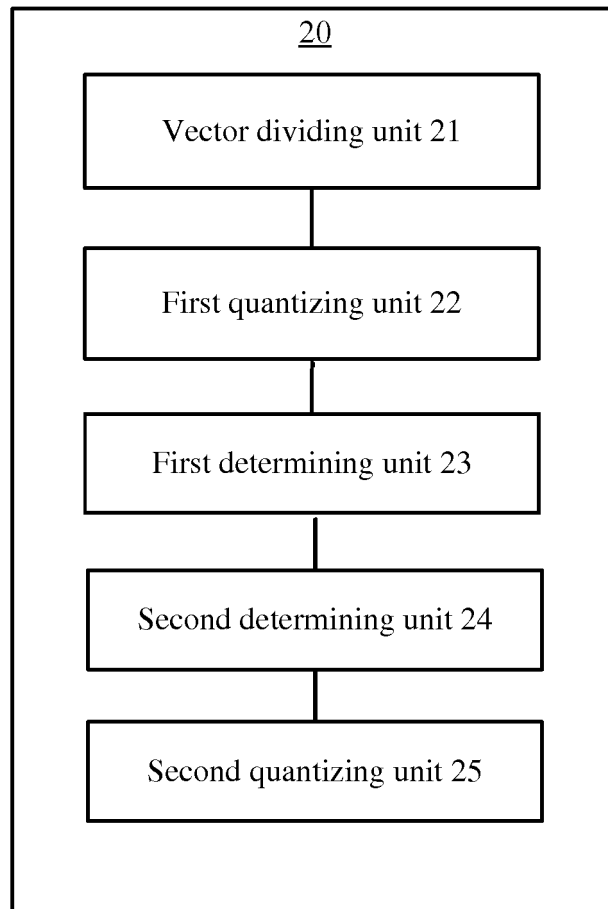 20
Vector dividing unit 21
First quantizing unit 22
First determining unit 23
Second determining unit 24
Second quantizing unit 25